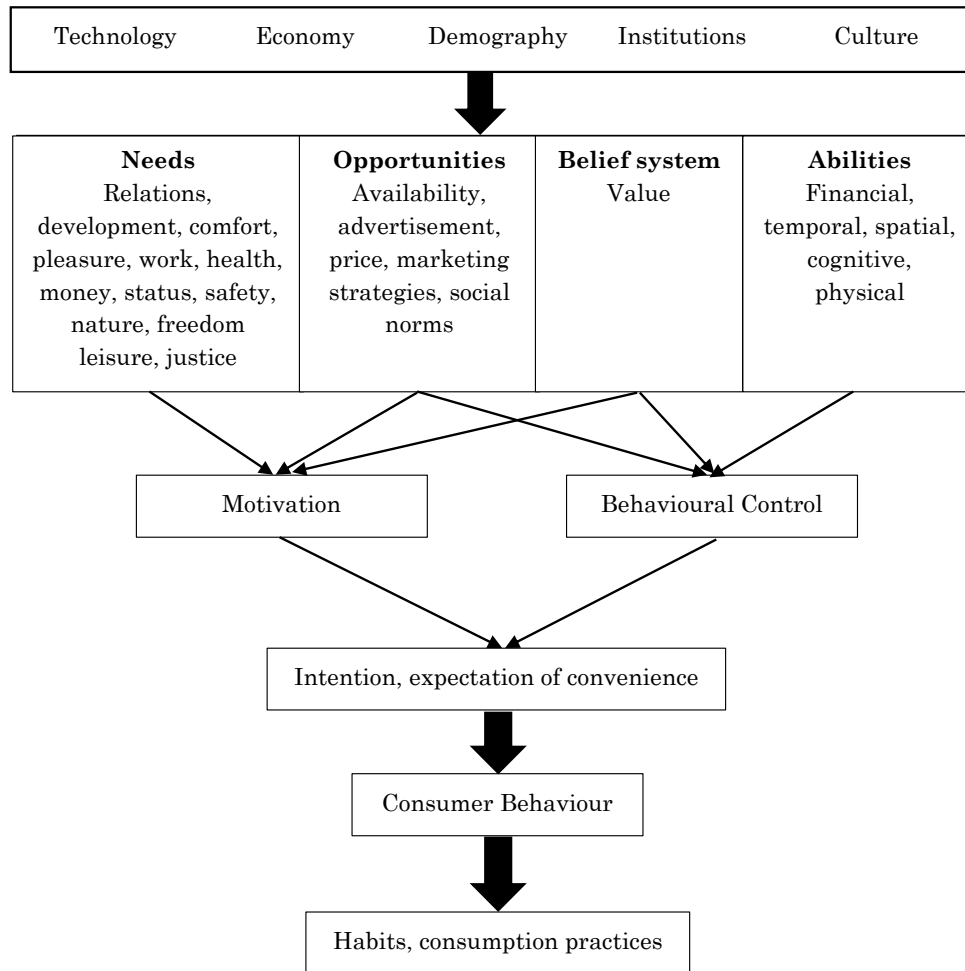 Technology Economy Demography Institutions Culture
Needs
Relations,
development, comfort,
pleasure, work, health,
money, status, safety,
nature, freedom
leisure, justice
Opportunities
Availability,
advertisement,
price, marketing
strategies, social
norms
Belief system
Value
Abilities
Financial,
temporal, spatial,
cognitive,
physical
Motivation
Behavioural Control
Intention, expectation of convenience
Consumer Behaviour
Habits, consumption practices